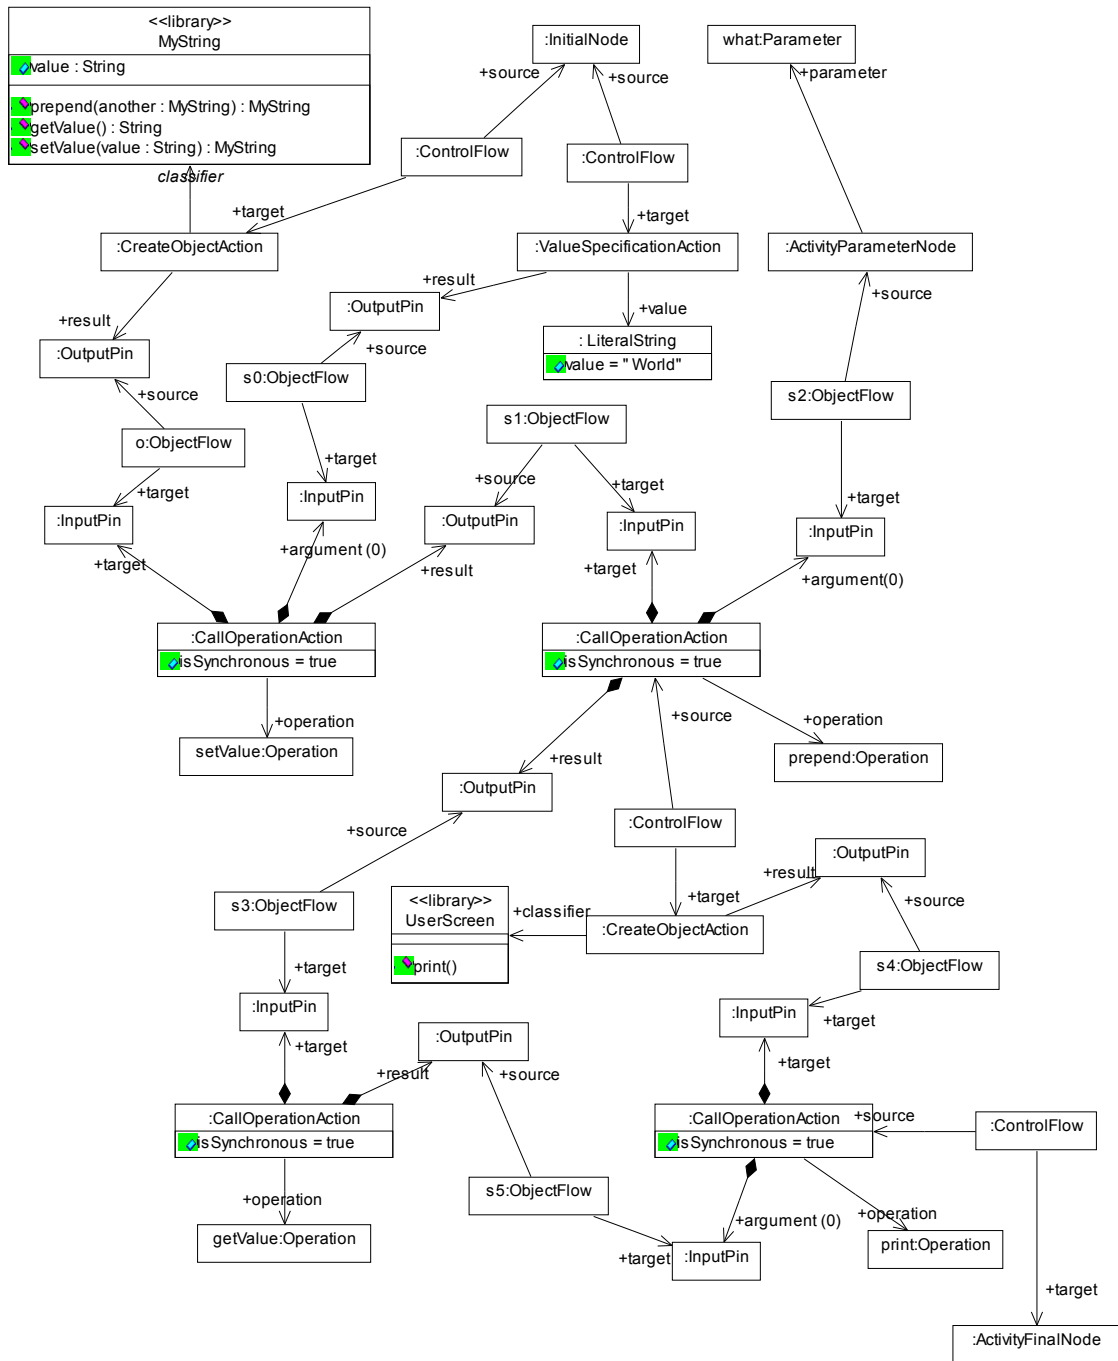 <<library>>
MyString
value : String
prepend(another : MyString) : MyString
getValue() : String
setValue(value : String) : MyString
classifier
:InitialNode
what:Parameter
+source
+source
+parameter
:ControlFlow
:ControlFlow
+target
+target
:CreateObjectAction
:ValueSpecificationAction
:ActivityParameterNode
+result
+result
+source
:OutputPin
+value
:OutputPin
+source
: LiteralString
value = " World"
s0:ObjectFlow
s2:ObjectFlow
+source
s1:ObjectFlow
o:ObjectFlow
+target
+source
+target
+target
+target
:InputPin
:InputPin
:OutputPin
:InputPin
:InputPin
+target
+argument (0)
+result
+target
+argument(0)
:CallOperationAction
isSynchronous = true
:CallOperationAction
isSynchronous = true
+operation
+source
+operation
setValue:Operation
+result
prepend:Operation
:OutputPin
+source
:ControlFlow
:OutputPin
+result
+target
+source
s3:ObjectFlow
<<library>>
UserScreen
print()
+classifier
:CreateObjectAction
s4:ObjectFlow
+target
:InputPin
:InputPin
+target
+target
:OutputPin
+target
+result
+source
:CallOperationAction
isSynchronous = true
:CallOperationAction
isSynchronous = true
+source
:ControlFlow
+operation
s5:ObjectFlow
+argument (0)
+operation
getValue:Operation
+target
:InputPin
print:Operation
+target
:ActivityFinalNode